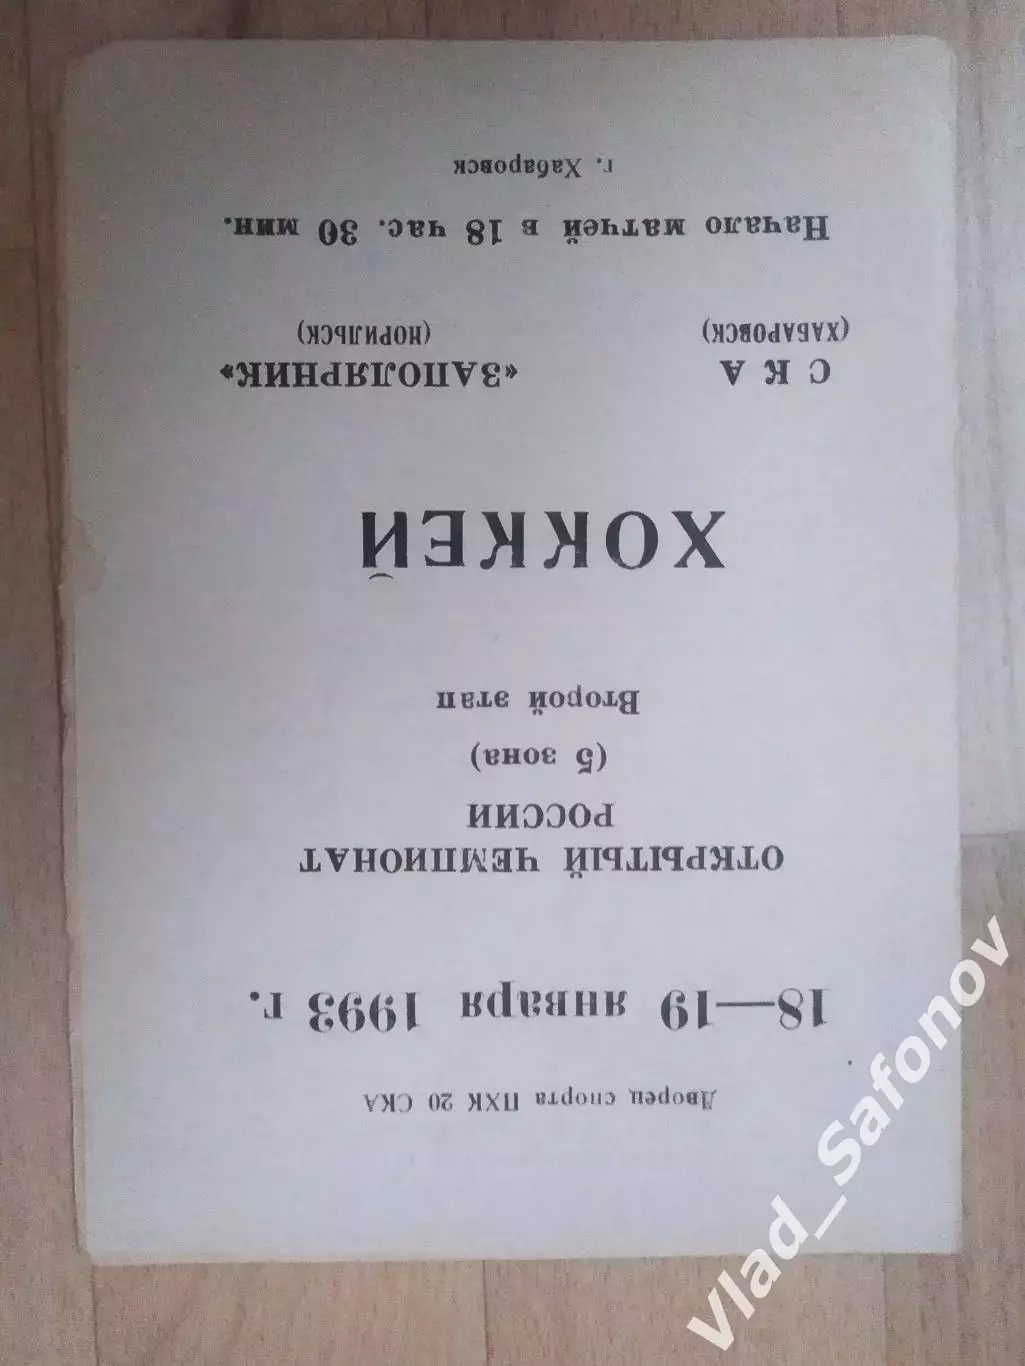 Дворец спорта ПХК 20 СКА
18—19 января 1993 г.
ОТКРЫТЫЙ ЧЕМПИОНАТ
РОССИИ
(5 зона)
Второй этап
ХОККЕЙ
СКА «ЗАПОЛЯРНИК»
(ХАБАРОВСК) (НОРИЛЬСК)
Начало матчей в 18 час. 30 мин.
г. Хабаровск
Vlad_Safonov